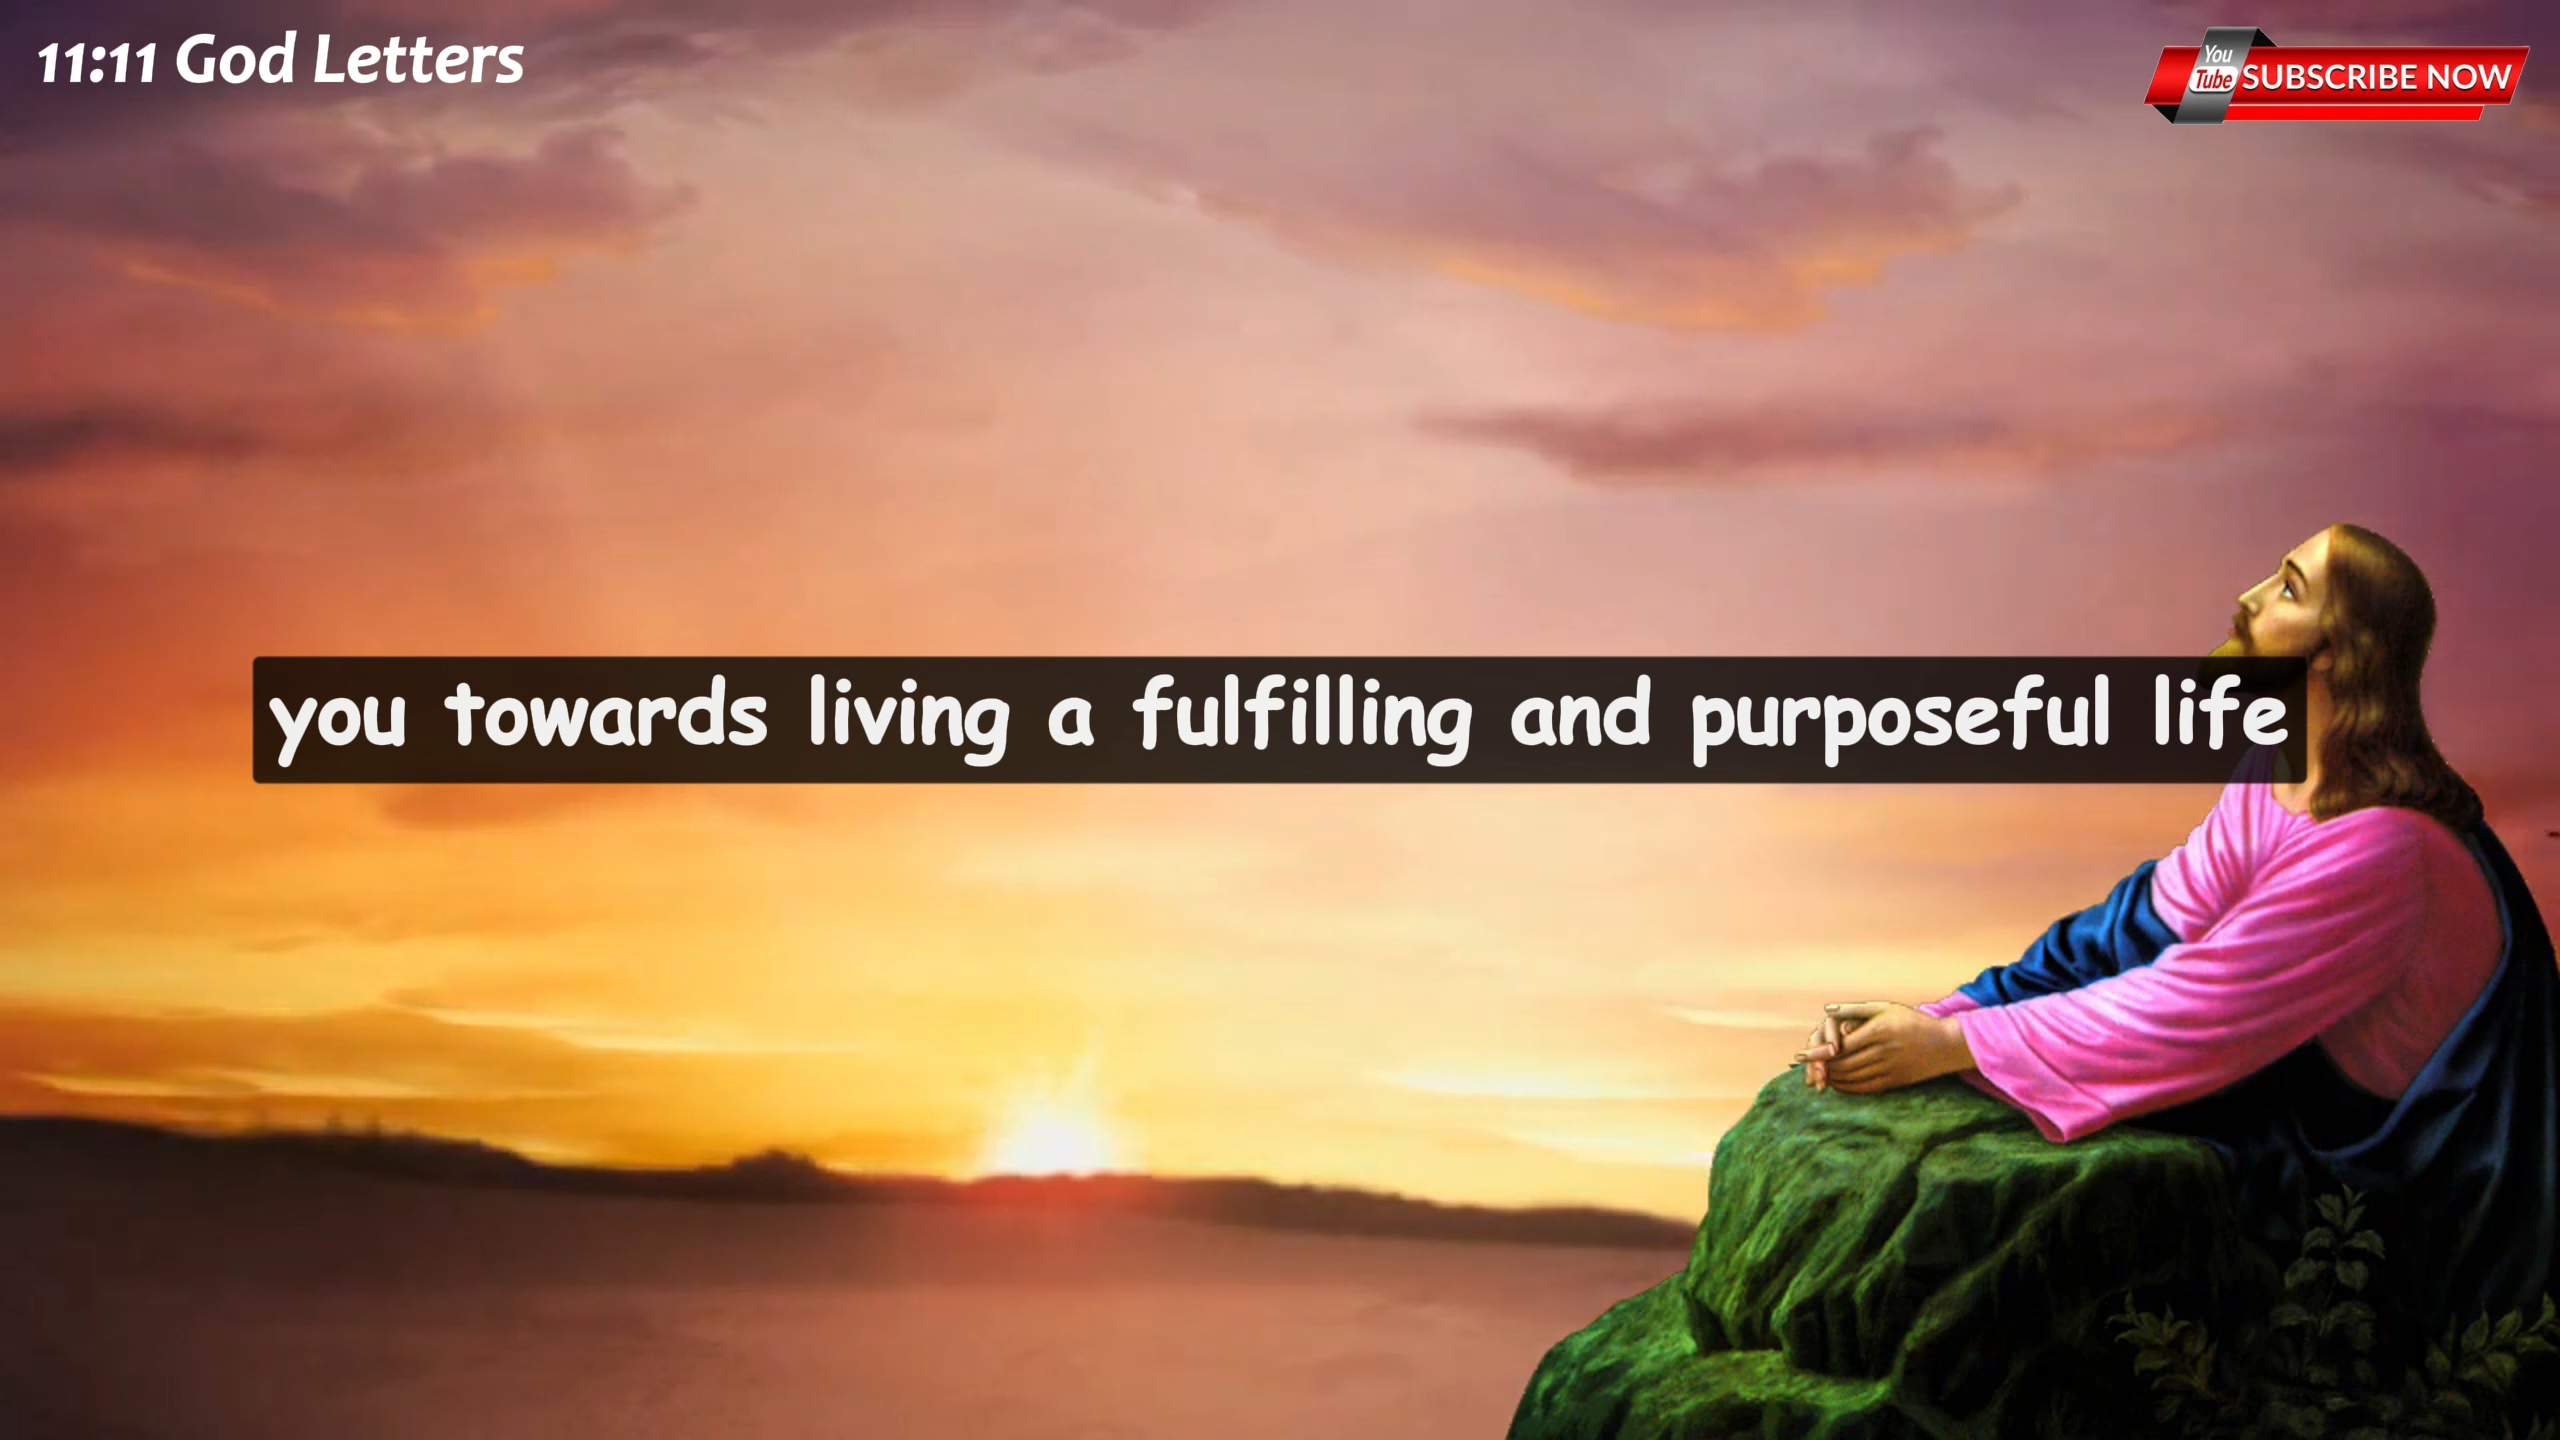 11:11 God Letters
You
Tube
SUBSCRIBE NOW
you towards living a fulfilling and purposeful life